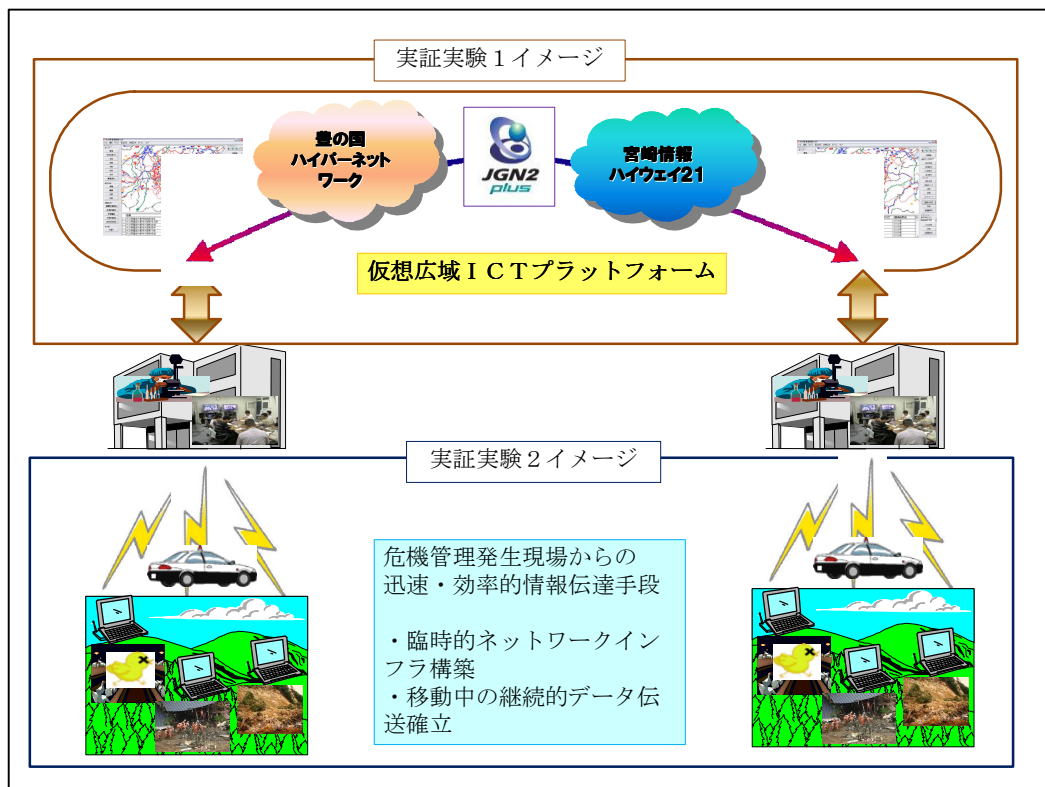 実証実験１イメージ
豊の国
ハイパーネット
ワーク
JGN2
plus
宮崎情報
ハイウェイ21
仮想広域ＩＣＴプラットフォーム
実証実験２イメージ
危機管理発生現場からの
迅速・効率的情報伝達手段
・臨時的ネットワークイン
フラ構築
・移動中の継続的データ伝
送確立